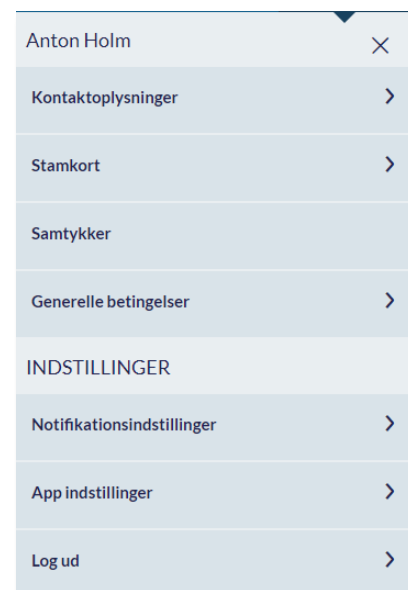 Anton Holm
Kontaktoplysninger
Stamkort
Samtykker
Generelle betingelser
INDSTILLINGER
Notifikationsindstillinger
App indstillinger
Log ud